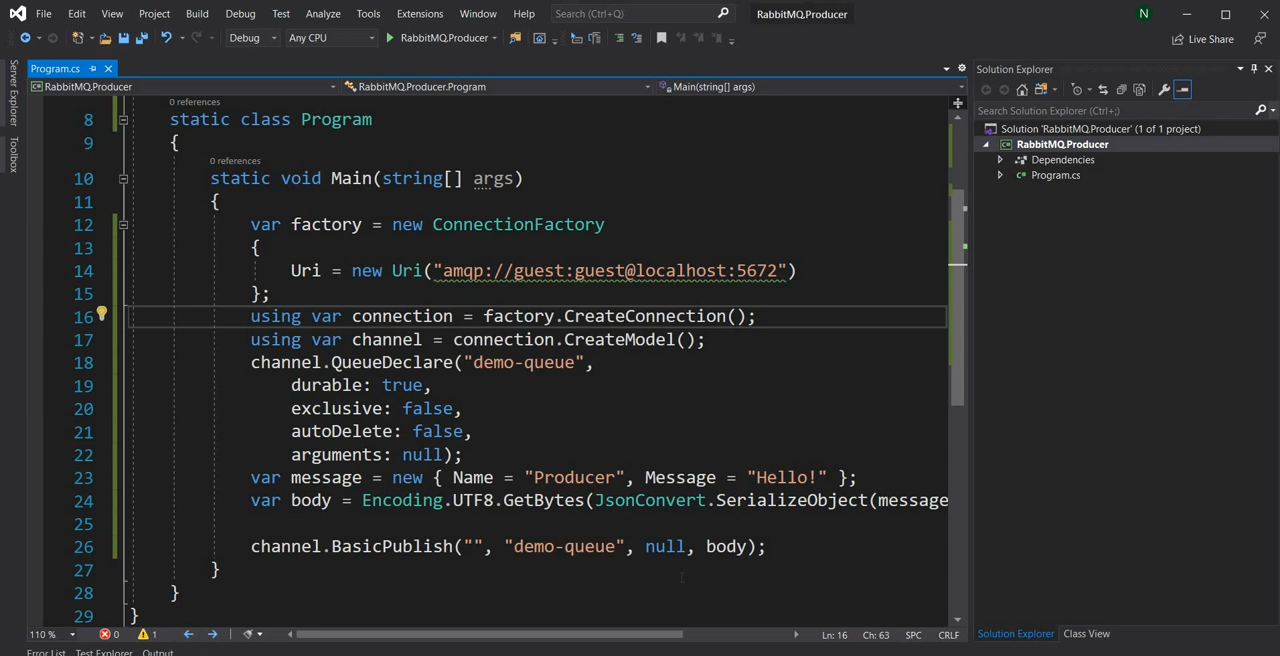 File Edit View Project Build Debug Test Analyze Tools Extensions Window Help Search (Ctrl+Q) RabbitMQ.Producer N
Debug Any CPU RabbitMQ.Producer Live Share
Server Explorer
Toolbox
Program.cs
RabbitMQ.Producer RabbitMQ.Producer.Program Main(string[] args)
0 references
8 static class Program
9 {
0 references
10 static void Main(string[] args)
11 {
12 var factory = new ConnectionFactory
13 {
14 Uri = new Uri("amqp://guest:guest@localhost:5672")
15 };
16 using var connection = factory.CreateConnection();
17 using var channel = connection.CreateModel();
18 channel.QueueDeclare("demo-queue",
19 durable: true,
20 exclusive: false,
21 autoDelete: false,
22 arguments: null);
23 var message = new { Name = "Producer", Message = "Hello!" };
24 var body = Encoding.UTF8.GetBytes(JsonConvert.SerializeObject(message
25
26 channel.BasicPublish("", "demo-queue", null, body);
27 }
28 }
29 }
110 % 0 1 Ln: 16 Ch: 63 SPC CRLF
Error List Test Explorer Output
Solution Explorer
Search Solution Explorer (Ctrl+;)
Solution 'RabbitMQ.Producer' (1 of 1 project)
RabbitMQ.Producer
Dependencies
C# Program.cs
Solution Explorer Class View